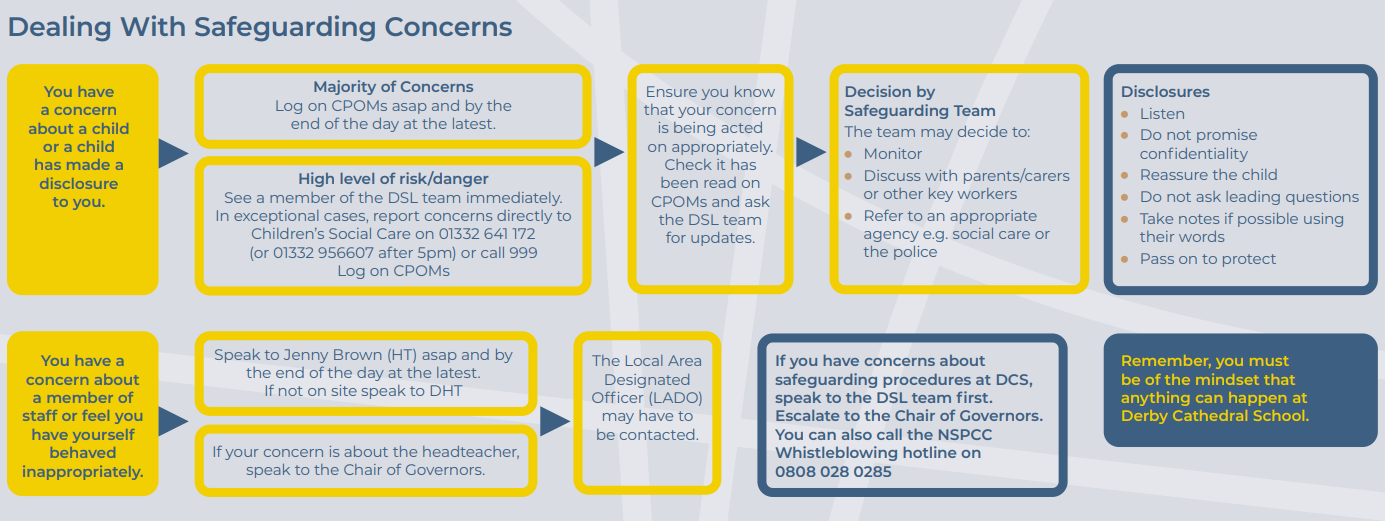 Dealing With Safeguarding Concerns
You have
a concern
about a child
or a child
has made a
disclosure
to you.
Majority of Concerns
Log on CPOMs asap and by the
end of the day at the latest.
High level of risk/danger
See a member of the DSL team immediately.
In exceptional cases, report concerns directly to
Children's Social Care on 01332 641 172
(or 01332 956607 after 5pm) or call 999
Log on CPOMs
Ensure you know
that your concern
is being acted
on appropriately.
Check it has
been read on
CPOMs and ask
the DSL team
for updates.
Decision by
Safeguarding Team
The team may decide to:
• Monitor
• Discuss with parents/carers
or other key workers
• Refer to an appropriate
agency e.g. social care or
the police
Disclosures
• Listen
• Do not promise
confidentiality
• Reassure the child
• Do not ask leading questions
• Take notes if possible using
their words
• Pass on to protect
You have a
concern about
a member of
staff or feel you
have yourself
behaved
inappropriately.
Speak to Jenny Brown (HT) asap and by
the end of the day at the latest.
If not on site speak to DHT
If your concern is about the headteacher,
speak to the Chair of Governors.
The Local Area
Designated
Officer (LADO)
may have to
be contacted.
If you have concerns about
safeguarding procedures at DCS,
speak to the DSL team first.
Escalate to the Chair of Governors.
You can also call the NSPCC
Whistleblowing hotline on
0808 028 0285
Remember, you must
be of the mindset that
anything can happen at
Derby Cathedral School.